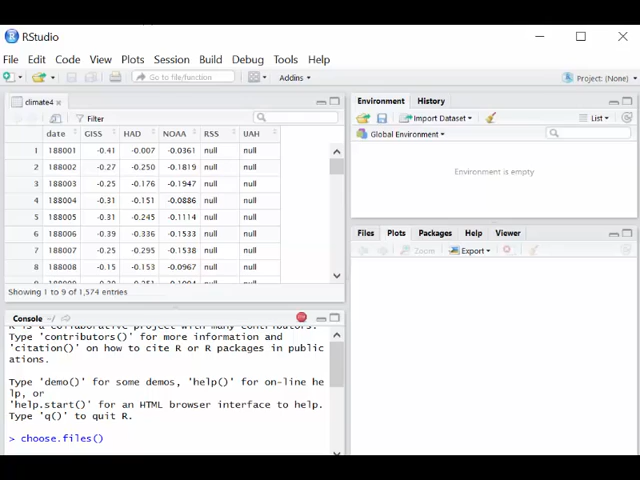 RStudio
File Edit Code View Plots Session Build Debug Tools Help
Go to file/function Addins Project: (None)
climate4
Filter
date GISS HAD NOAA RSS UAH
1 188001 -0.41 -0.007 -0.0361 null null
2 188002 -0.27 -0.250 -0.1819 null null
3 188003 -0.25 -0.176 -0.1947 null null
4 188004 -0.31 -0.151 -0.0886 null null
5 188005 -0.31 -0.245 -0.1114 null null
6 188006 -0.39 -0.336 -0.1533 null null
7 188007 -0.25 -0.295 -0.1538 null null
8 188008 -0.15 -0.153 -0.0967 null null
Showing 1 to 9 of 1,574 entries
Console ~/
R is a collaborative project with many contributors.
Type 'contributors()' for more information and
'citation()' on how to cite R or R packages in public
ations.
Type 'demo()' for some demos, 'help()' for on-line he
lp, or
'help.start()' for an HTML browser interface to help.
Type 'q()' to quit R.
> choose.files()
Environment History
Import Dataset List
Global Environment
Environment is empty
Files Plots Packages Help Viewer
Zoom Export